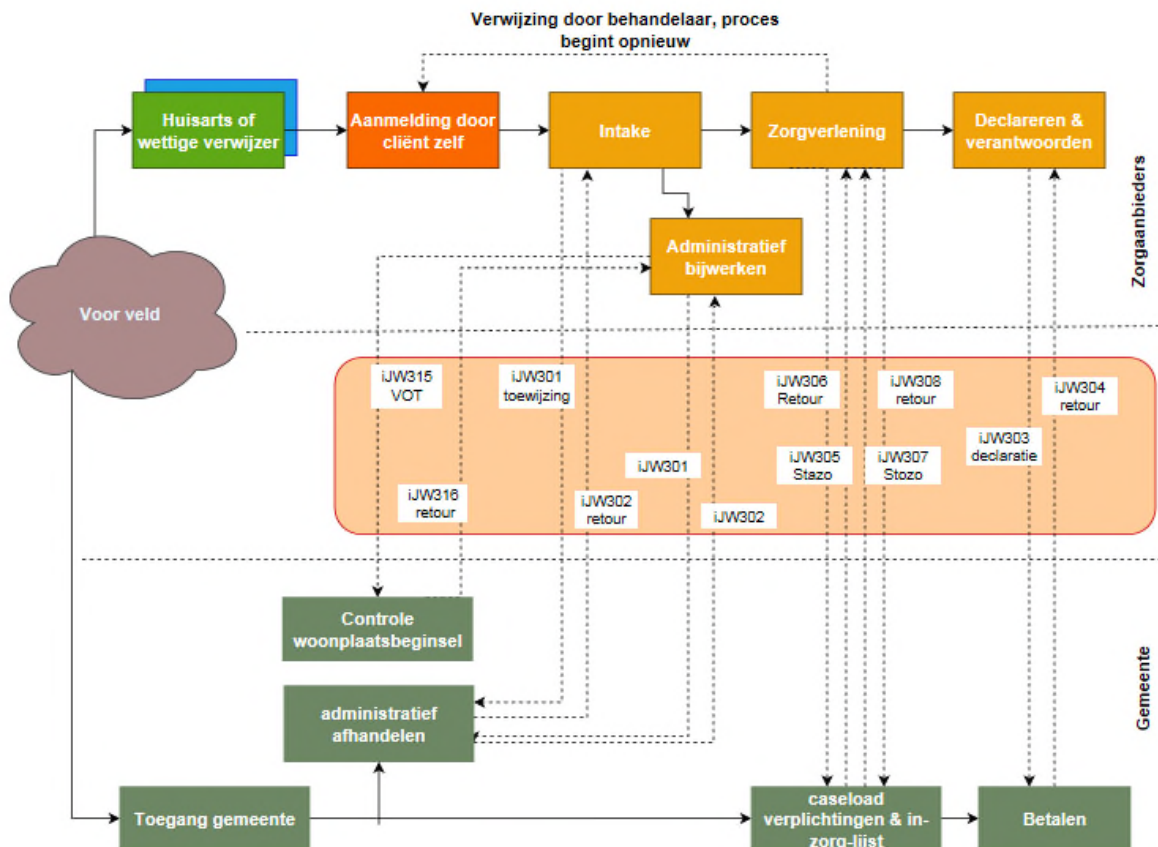 Verwijzing door behandelaar, proces
begint opnieuw
Huisarts of
wettige verwijzer
Aanmelding door
cliënt zelf
Intake
Zorgverlening
Declareren &
verantwoorden
Zorgaanbieders
Administratief
bijwerken
Voor veld
iJW315
VOT
iJW301
toewijzing
iJW306
Retour
iJW308
retour
iJW304
retour
iJW303
declaratie
iJW301
iJW305
Stazo
iJW307
Stozo
iJW316
retour
iJW302
retour
iJW302
Controle
woonplaatsbeginsel
Gemeente
administratief
afhandelen
Toegang gemeente
caseload
verplichtingen & in-
zorg-lijst
Betalen